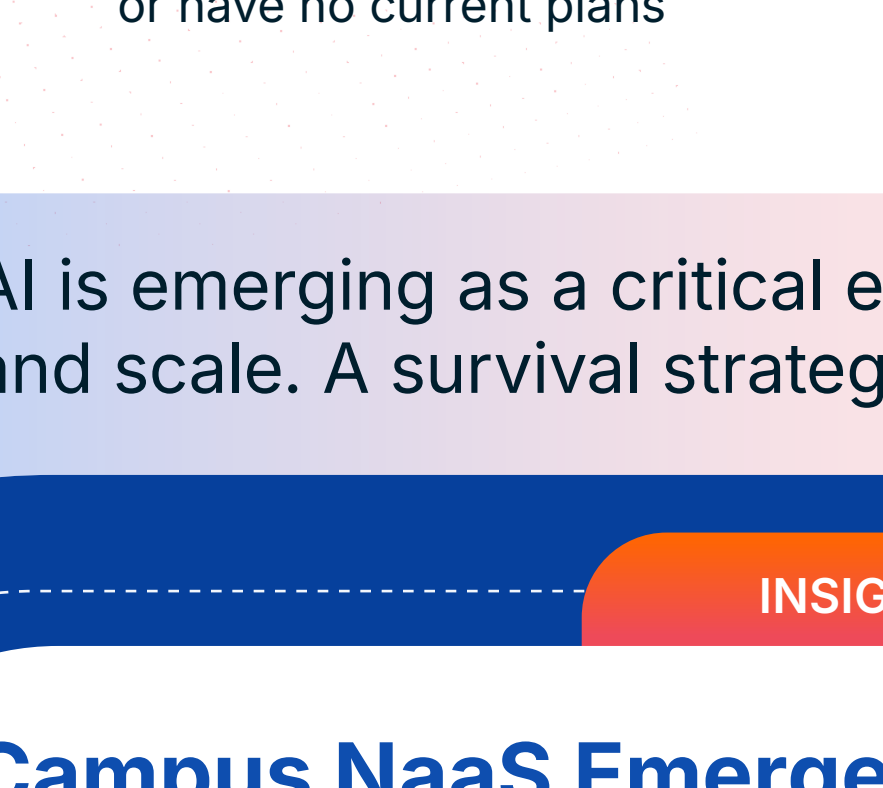 or have no current plans
AI is emerging as a critical e
and scale. A survival strateg
INSIG
Campus NaaS Emerge